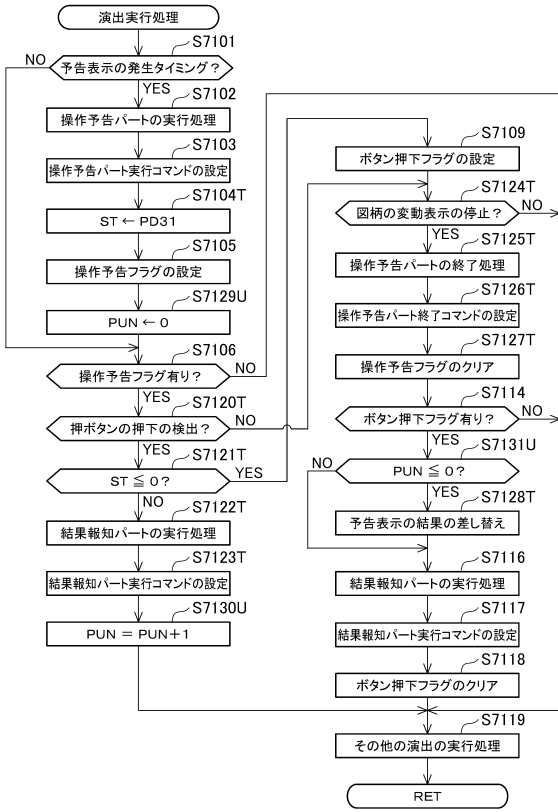 演出実行処理
S7101
予告表示の発生タイミング?
NO
YES
S7102
操作予告パートの実行処理
S7103
操作予告パート実行コマンドの設定
S7104T
ST ← PD31
S7105
操作予告フラグの設定
S7129U
PUN ← 0
S7106
操作予告フラグ有り?
NO
YES
S7120T
押ボタンの押下の検出?
NO
YES
S7121T
ST ≦ 0?
YES
NO
S7122T
結果報知パートの実行処理
S7123T
結果報知パート実行コマンドの設定
S7130U
PUN = PUN+1
S7109
ボタン押下フラグの設定
S7124T
図柄の変動表示の停止?
NO
YES
S7125T
操作予告パートの終了処理
S7126T
操作予告パート終了コマンドの設定
S7127T
操作予告フラグのクリア
S7114
ボタン押下フラグ有り?
NO
YES
S7131U
NO
PUN ≦ 0?
YES
S7128T
予告表示の結果の差し替え
S7116
結果報知パートの実行処理
S7117
結果報知パート実行コマンドの設定
S7118
ボタン押下フラグのクリア
S7119
その他の演出の実行処理
RET